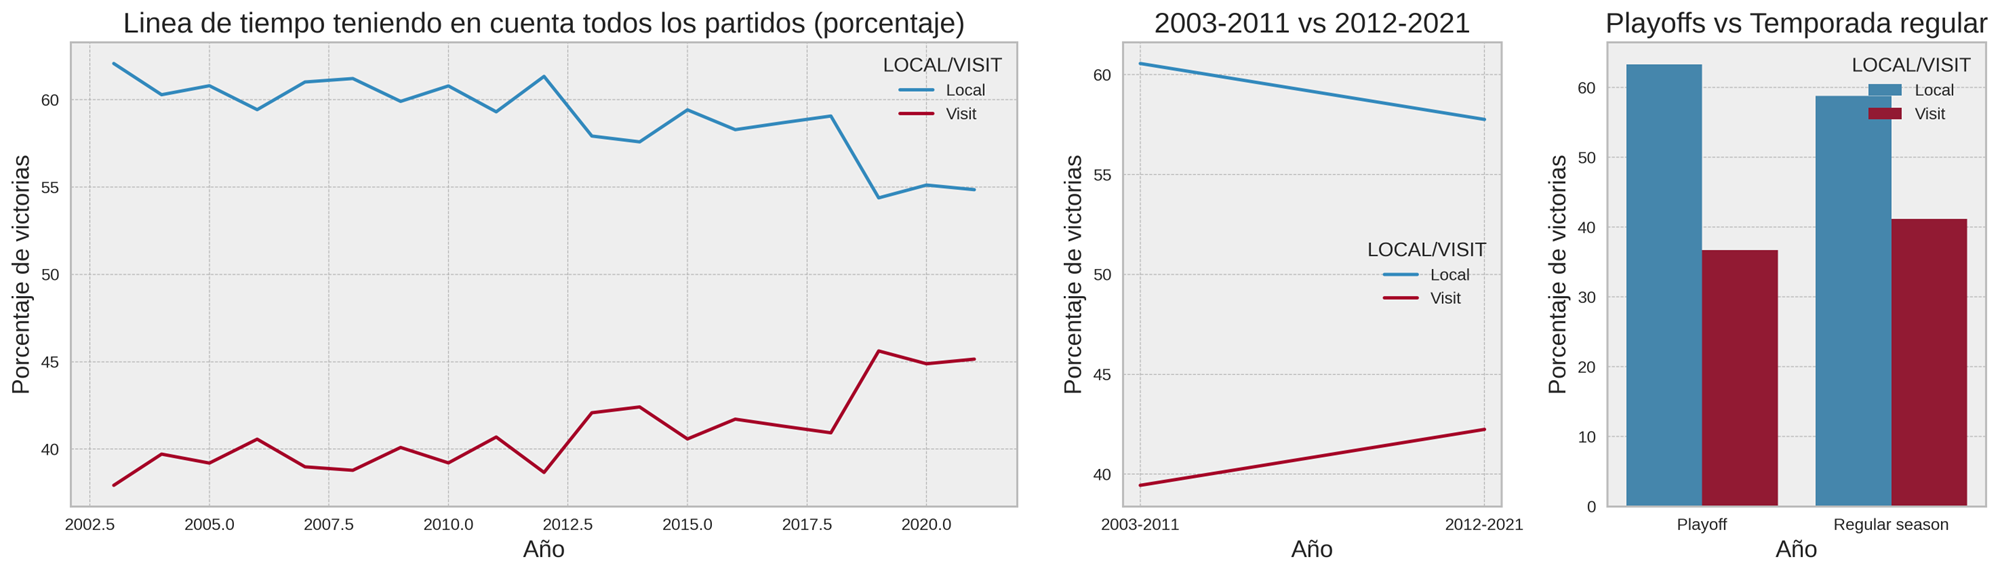 Linea de tiempo teniendo en cuenta todos los partidos (porcentaje)
Porcentaje de victorias
60
55
50
45
40
2002.5 2005.0 2007.5 2010.0 2012.5 2015.0 2017.5 2020.0
Año
LOCAL/VISIT
Local
Visit
2003-2011 vs 2012-2021
Porcentaje de victorias
60
55
50
45
40
2003-2011 2012-2021
Año
LOCAL/VISIT
Local
Visit
Playoffs vs Temporada regular
Porcentaje de victorias
60
50
40
30
20
10
0
Playoff Regular season
Año
LOCAL/VISIT
Local
Visit